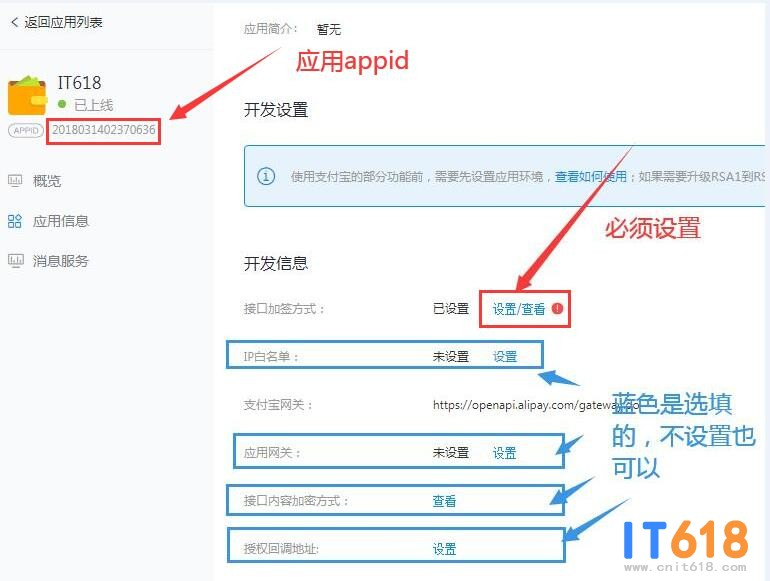 返回应用列表
应用简介： 暂无
应用appid
IT618
已上线
开发设置
APPID 2018031402370636
使用支付宝的部分功能前，需要先设置应用环境，查看如何使用；如果需要升级RSA1到RS
概览
应用信息
必须设置
消息服务
开发信息
接口加签方式： 已设置 设置/查看
IP白名单： 未设置 设置
支付宝网关： https://openapi.alipay.com/gateway.do
蓝色是选填
的，不设置也
可以
应用网关： 未设置 设置
接口内容加密方式： 查看
授权回调地址: 设置
IT618
www.cnit618.com